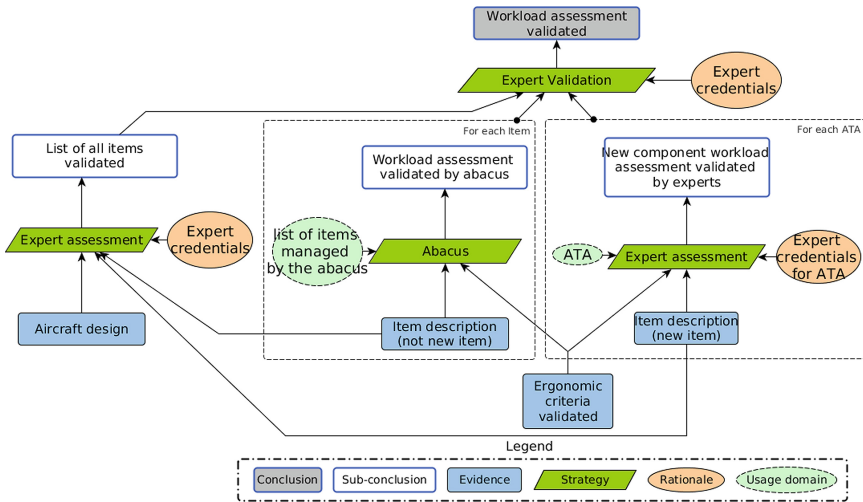 Workload assessment
validated
Expert Validation
Expert
credentials
For each Item
For each ATA
List of all items
validated
Workload assessment
validated by abacus
New component workload
assessment validated
by experts
Expert assessment
Expert
credentials
list of items
managed
by the abacus
Abacus
ATA
Expert assessment
Expert
credentials
for ATA
Aircraft design
Item description
(not new item)
Item description
(new item)
Ergonomic
criteria
validated
Legend
Conclusion
Sub-conclusion
Evidence
Strategy
Rationale
Usage domain